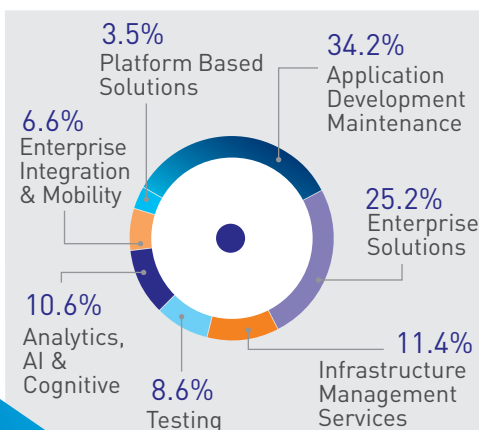 3.5%
Platform Based
Solutions
34.2%
Application
Development
Maintenance
6.6%
Enterprise
Integration
& Mobility
25.2%
Enterprise
Solutions
10.6%
Analytics,
AI &
Cognitive
8.6%
Testing
11.4%
Infrastructure
Management
Services